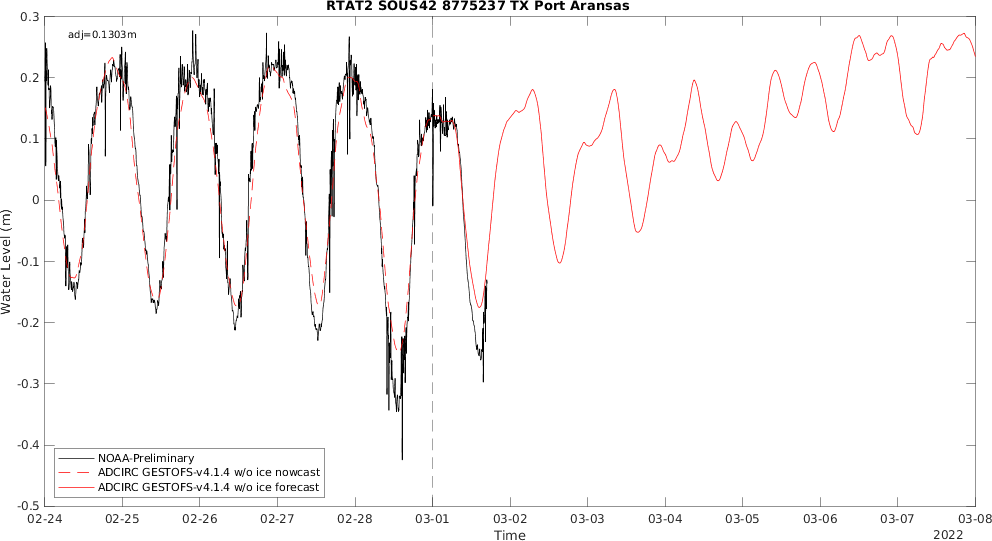 RTAT2 SOUS42 8775237 TX Port Aransas
adj=0.1303m
0.3
0.2
0.1
0
-0.1
-0.2
-0.3
-0.4
-0.5
Water Level (m)
NOAA-Preliminary
ADCIRC GESTOFS-v4.1.4 w/o ice nowcast
ADCIRC GESTOFS-v4.1.4 w/o ice forecast
02-24 02-25 02-26 02-27 02-28 03-01 03-02 03-03 03-04 03-05 03-06 03-07 03-08
Time
2022